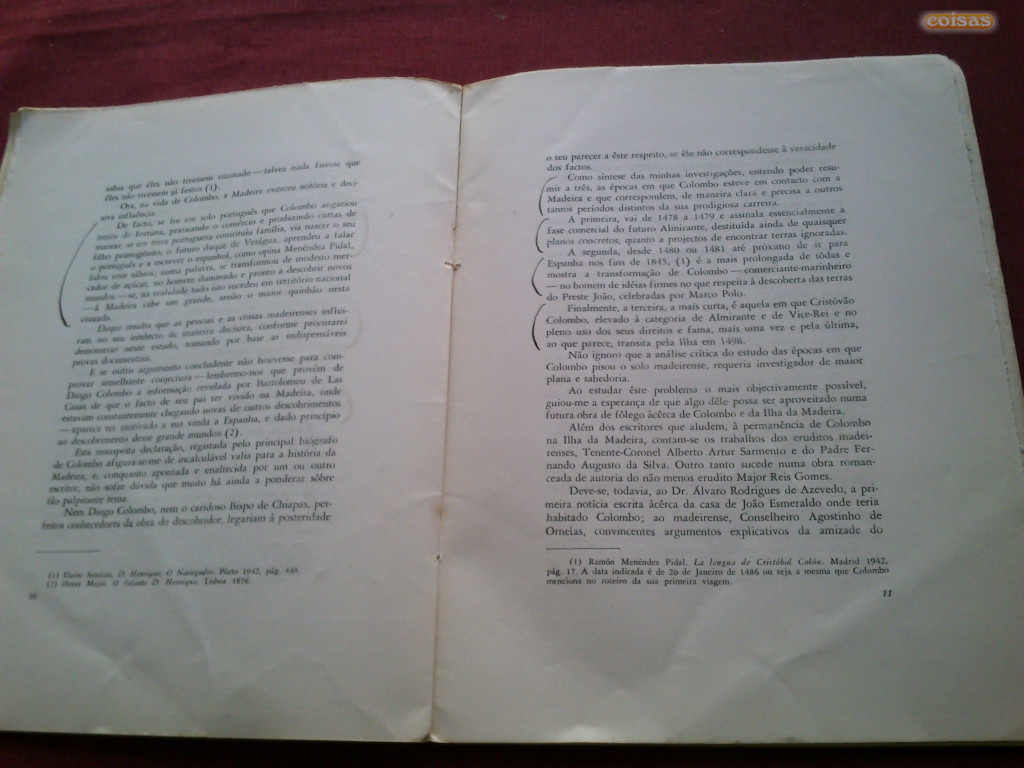 coisas
sabia que êles não tivessem ensinado — talvez nada fizesse que
êles não tivessem já feitos (1).
Ora, na vida de Colombo, a Madeira exerceu notória e deci-
siva influência.
De facto, se foi em solo português que Colombo angariou
meios de fortuna, praticando o comércio e produzindo cartas de
marear, se em terra portuguesa constituiu família, viu nascer o seu
filho primogénito, o futuro duque de Verágua, aprendeu a falar
o português e a escrever o espanhol, como opina Menéndez Pidal,
lidou com sábios; numa palavra, se transformou de modesto mer-
cador de açúcar, no homem iluminado e pronto a descobrir novos
mundos — se, na realidade tudo isto sucedeu em território nacional
— à Madeira cabe um grande, senão o maior quinhão nesta
cruzada.
Daqui resulta que as pessoas e as coisas madeirenses influí-
ram no seu intelecto de maneira decisiva, conforme procurarei
demonstrar neste estudo, tomando por base as indispensáveis
provas documentais.
E se outro argumento concludente não houvesse para com-
provar semelhante conjectura — lembremo-nos que provém de
Diogo Colombo a informação revelada por Bartolomeu de Las
Casas de que o facto de seu pai ter vivido na Madeira, onde
estavam constantemente chegando novas de outros descobrimentos
— aparece ter motivado a sua vinda a Espanha, e dado princípio
ao descobrimento desse grande mundos (2).
Esta insuspeita declaração, registada pelo principal biógrafo
de Colombo afigura-se-me de incalculável valia para a história da
Madeira, e, conquanto apontada e enaltecida por um ou outro
escritor, não sofre dúvida que muito há ainda a ponderar sôbre
tão palpitante tema.
Nem Diogo Colombo, nem o caridoso Bispo de Chiapas, per-
feitos conhecedores da obra do descobridor, legariam à posteridade
(1) Elaine Sanceau, D. Henrique, O Navegador. Pôrto 1942, pág. 440.
(2) Henry Major. O Infante D. Henrique. Lisboa 1876.
10
o seu parecer a êste respeito, se êle não correspondesse à veracidade
dos factos.
Como síntese das minhas investigações, entendo poder resu-
mir a três, as épocas em que Colombo esteve em contacto com a
Madeira e que correspondem, de maneira clara e precisa a outros
tantos períodos distintos da sua prodigiosa carreira.
A primeira, vai de 1478 a 1479 e assinala essencialmente a
fase comercial do futuro Almirante, destituída ainda de quaisquer
planos concretos, quanto a projectos de encontrar terras ignoradas.
A segunda, desde 1480 ou 1481 até próximo de ir para
Espanha nos fins de 1845, (1) é a mais prolongada de tôdas e
mostra a transformação de Colombo — comerciante-marinheiro
— no homem de idéias firmes no que respeita à descoberta das terras
do Preste João, celebradas por Marco Polo.
Finalmente, a terceira, a mais curta, é aquela em que Cristóvão
Colombo, elevado à categoria de Almirante e de Vice-Rei e no
pleno uso dos seus direitos e fama, mais uma vez e pela última,
ao que parece, transita pela Ilha em 1498.
Não ignoro que a análise crítica do estudo das épocas em que
Colombo pisou o solo madeirense, requeria investigador de maior
plana e sabedoria.
Ao estudar êste problema o mais objectivamente possível,
guiou-me a esperança de que algo dêle possa ser aproveitado numa
futura obra de fôlego àcêrca de Colombo e da Ilha da Madeira.
Além dos escritores que aludem, à permanência de Colombo
na Ilha da Madeira, contam-se os trabalhos dos eruditos madei-
renses, Tenente-Coronel Alberto Artur Sarmento e do Padre Fer-
nando Augusto da Silva. Outro tanto sucede numa obra roman-
ceada de autoria do não menos erudito Major Reis Gomes.
Deve-se, todavia, ao Dr. Álvaro Rodrigues de Azevedo, a pri-
meira notícia escrita àcêrca da casa de João Esmeraldo onde teria
habitado Colombo; ao madeirense, Conselheiro Agostinho de
Ornelas, convincentes argumentos explicativos da amizade do
(1) Ramón Menéndez Pidal. La lengua de Cristóbal Colón. Madrid 1942,
pág. 17. A data indicada é de 20 de Janeiro de 1486 ou seja a mesma que Colombo
menciona no roteiro da sua primeira viagem.
11